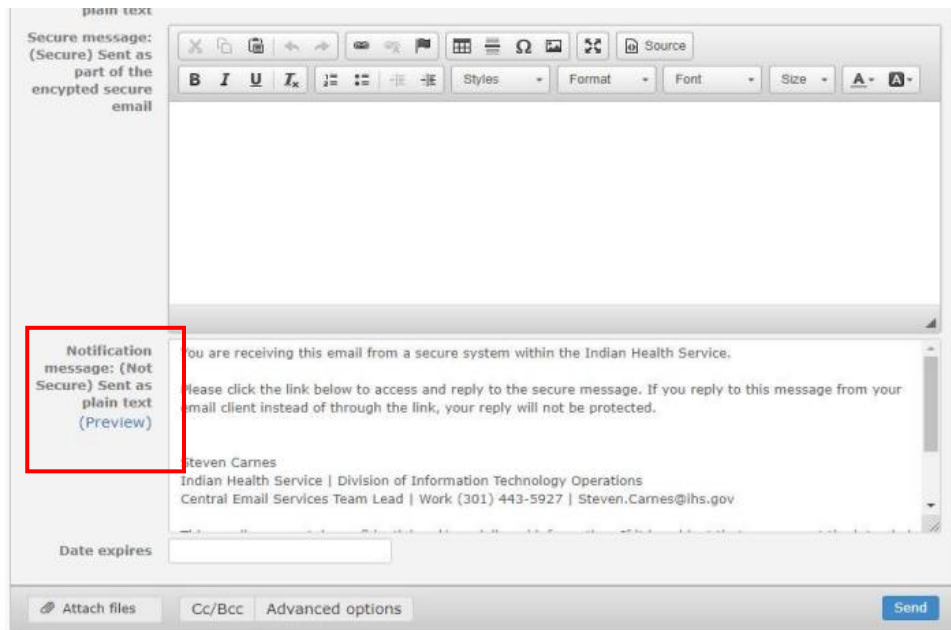 plain text
Secure message:
(Secure) Sent as
part of the
encypted secure
email
Source
B I U Ix
Styles Format Font Size A A
Notification
message: (Not
Secure) Sent as
plain text
(Preview)
You are receiving this email from a secure system within the Indian Health Service.
Please click the link below to access and reply to the secure message. If you reply to this message from your
email client instead of through the link, your reply will not be protected.
Steven Carnes
Indian Health Service | Division of Information Technology Operations
Central Email Services Team Lead | Work (301) 443-5927 | Steven.Carnes@ihs.gov
Date expires
Attach files Cc/Bcc Advanced options Send